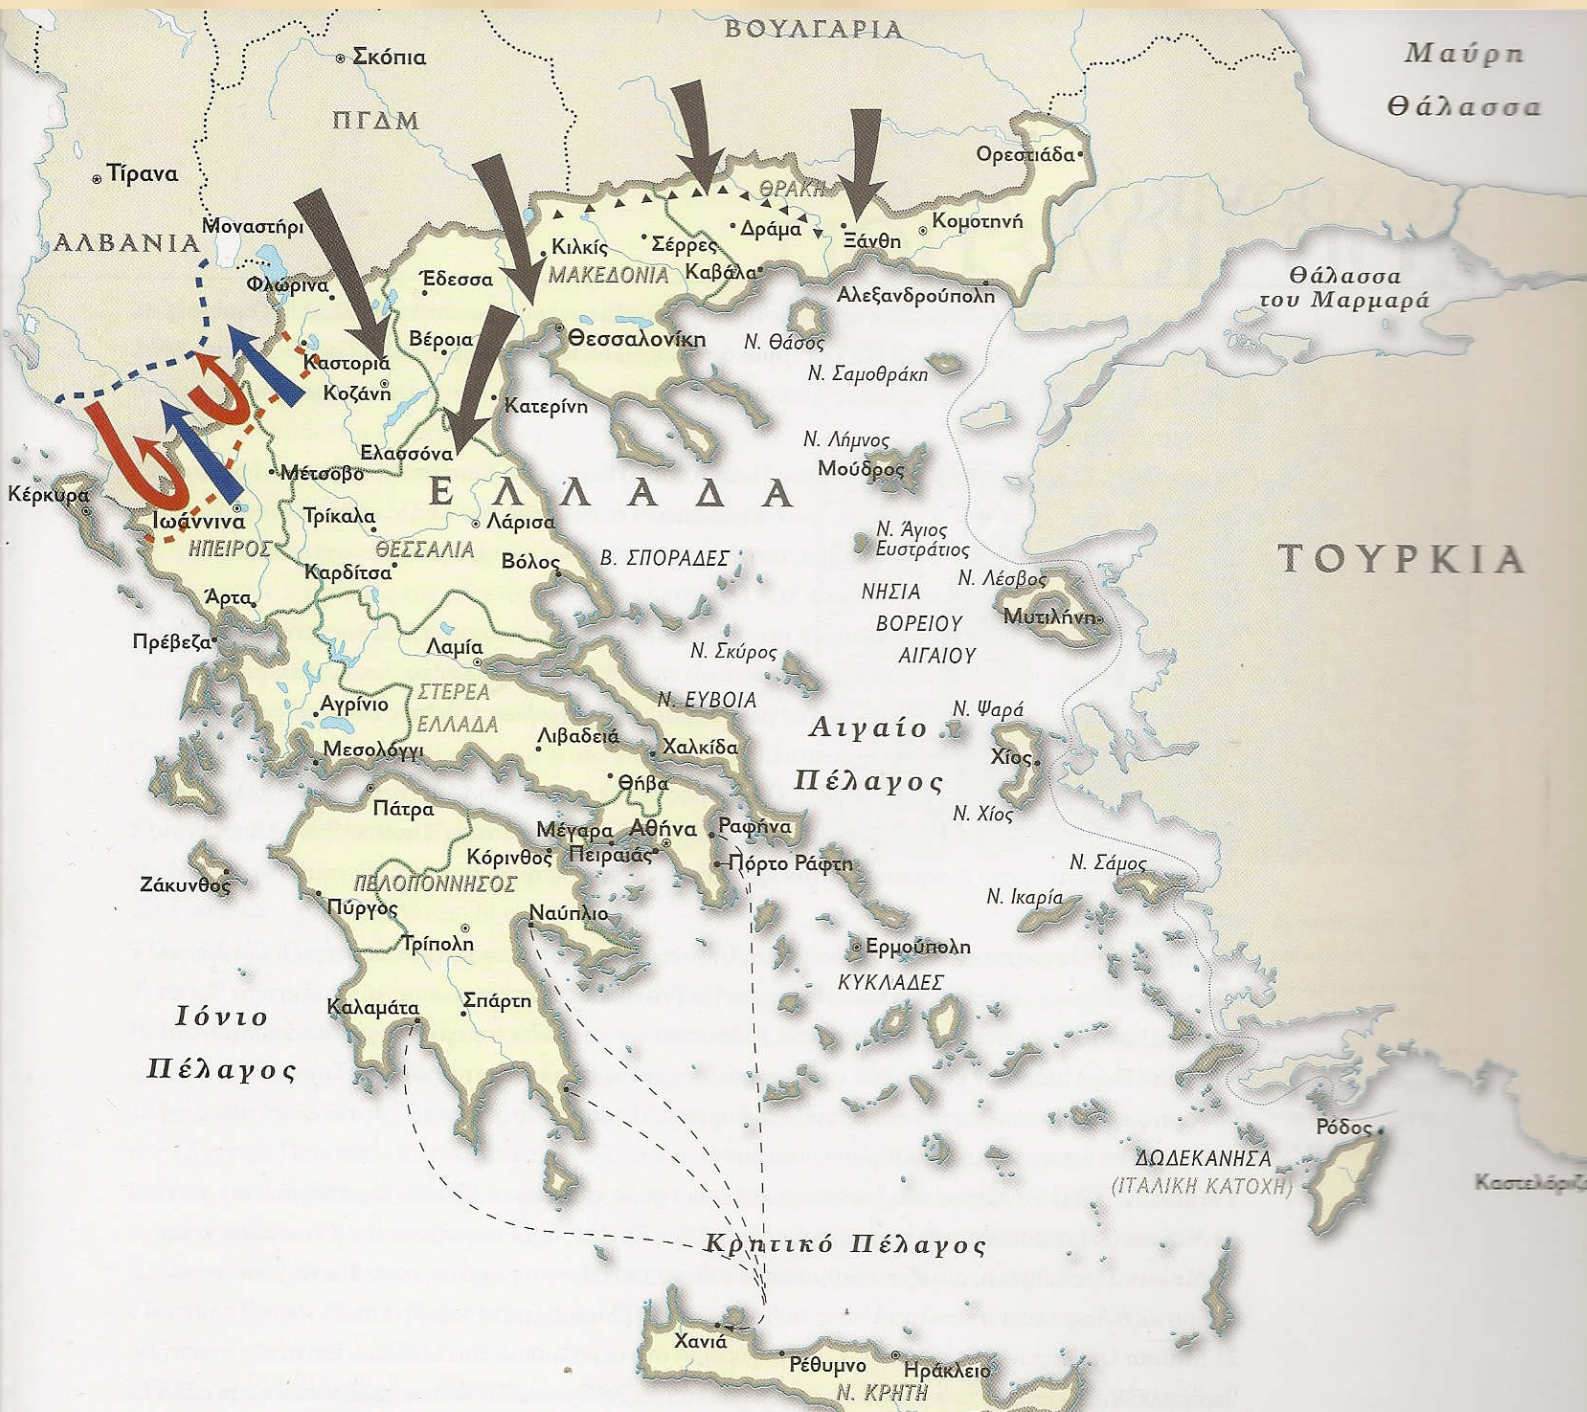 ΒΟΥΛΓΑΡΙΑ
Μαύρη
Θάλασσα
Σκόπια
ΠΓΔΜ
Τίρανα
Ορεστιάδα
ΘΡΑΚΗ
Μοναστήρι
ΑΛΒΑΝΙΑ
Δράμα
Κομοτηνή
Ξάνθη
Κιλκίς
Σέρρες
ΜΑΚΕΔΟΝΙΑ
Καβάλα
Έδεσσα
Φλώρινα
Αλεξανδρούπολη
Θάλασσα
του Μαρμαρά
Βέροια
Θεσσαλονίκη
Ν. Θάσος
Καστοριά
Κοζάνη
Ν. Σαμοθράκη
Κατερίνη
Ελασσόνα
Ν. Λήμνος
Μούδρος
Μέτσοβο
ΕΛΛΑΔΑ
Κέρκυρα
Ιωάννινα
Τρίκαλα
Λάρισα
ΗΠΕΙΡΟΣ
ΘΕΣΣΑΛΙΑ
Ν. Άγιος
Ευστράτιος
Καρδίτσα
Βόλος
Β. ΣΠΟΡΑΔΕΣ
ΤΟΥΡΚΙΑ
Ν. Λέσβος
ΝΗΣΙΑ
ΒΟΡΕΙΟΥ
ΑΙΓΑΙΟΥ
Μυτιλήνη
Άρτα
Πρέβεζα
Λαμία
Ν. Σκύρος
ΣΤΕΡΕΑ
ΕΛΛΑΔΑ
Ν. ΕΥΒΟΙΑ
Αγρίνιο
Λιβαδειά
Αιγαίο
Πέλαγος
Ν. Ψαρά
Μεσολόγγι
Χαλκίδα
Χίος
Θήβα
Πάτρα
Ν. Χίος
Μέγαρα
Αθήνα
Ραφήνα
Κόρινθος
Πειραιάς
Πόρτο Ράφτη
Ν. Σάμος
Ζάκυνθος
ΠΕΛΟΠΟΝΝΗΣΟΣ
Ν. Ικαρία
Πύργος
Ναύπλιο
Τρίπολη
Ερμούπολη
ΚΥΚΛΑΔΕΣ
Καλαμάτα
Σπάρτη
Ιόνιο
Πέλαγος
Ρόδος
ΔΩΔΕΚΑΝΗΣΑ
(ΙΤΑΛΙΚΗ ΚΑΤΟΧΗ)
Κρητικό Πέλαγος
Χανιά
Ρέθυμνο
Ηράκλειο
Ν. ΚΡΗΤΗ